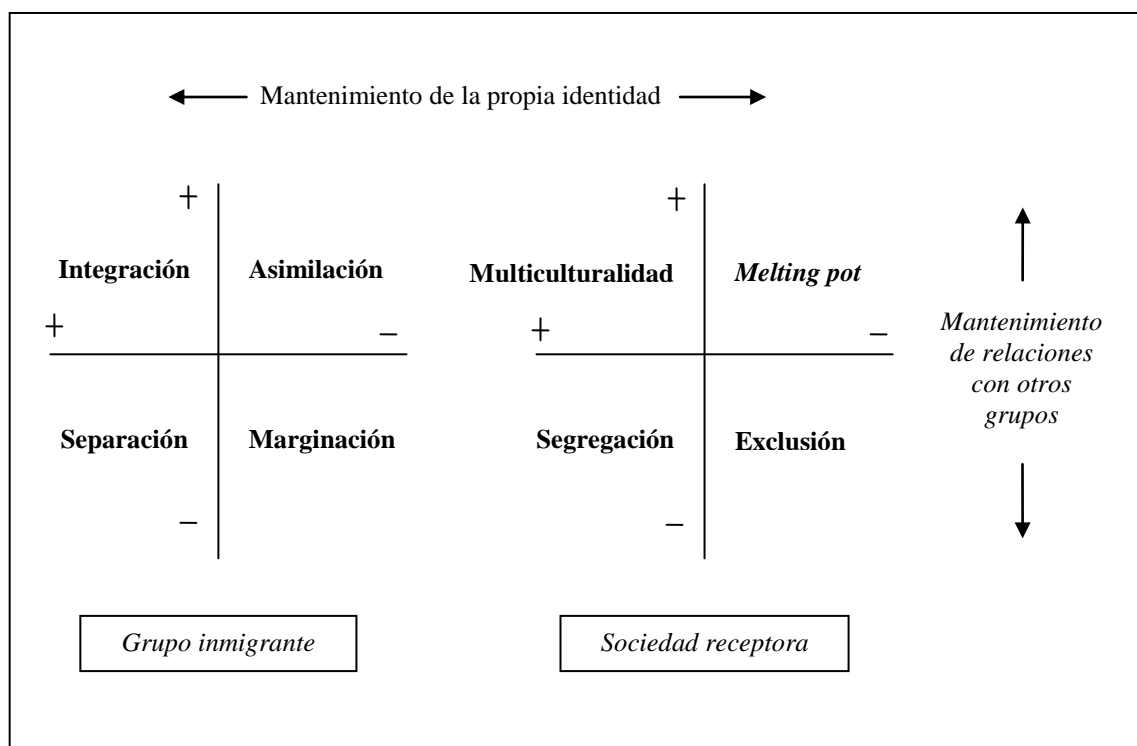 Mantenimiento de la propia identidad
+ +
Integración Asimilación Multiculturalidad Melting pot
+ – + –
Mantenimiento
de relaciones
con otros
grupos
Separación Marginación Segregación Exclusión
– –
Grupo inmigrante Sociedad receptora